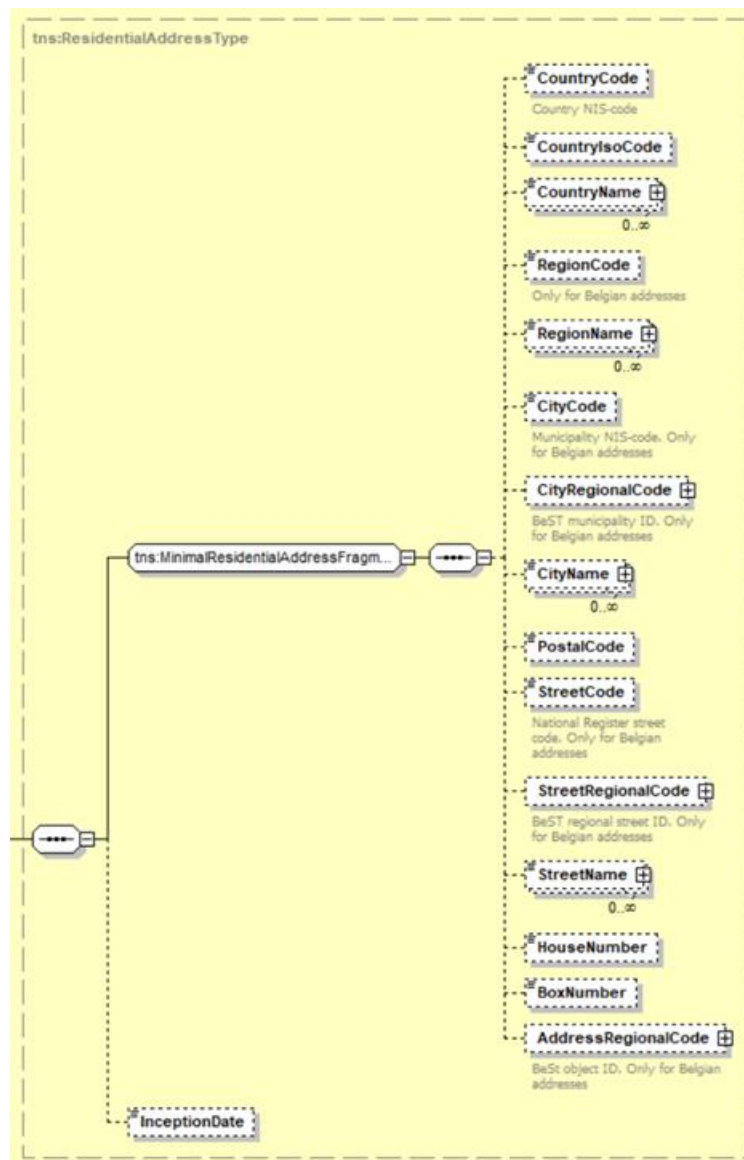 tns:ResidentialAddressType
CountryCode
Country NIS-code
CountryIsoCode
CountryName
0..∞
RegionCode
Only for Belgian addresses
RegionName
0..∞
CityCode
Municipality NIS-code. Only
for Belgian addresses
CityRegionalCode
BeST municipality ID. Only
for Belgian addresses
tns:MinimalResidentialAddressFragm...
CityName
0..∞
PostalCode
StreetCode
National Register street
code. Only for Belgian
addresses
StreetRegionalCode
BeST regional street ID. Only
for Belgian addresses
StreetName
0..∞
HouseNumber
BoxNumber
AddressRegionalCode
BeSt object ID. Only for Belgian
addresses
InceptionDate